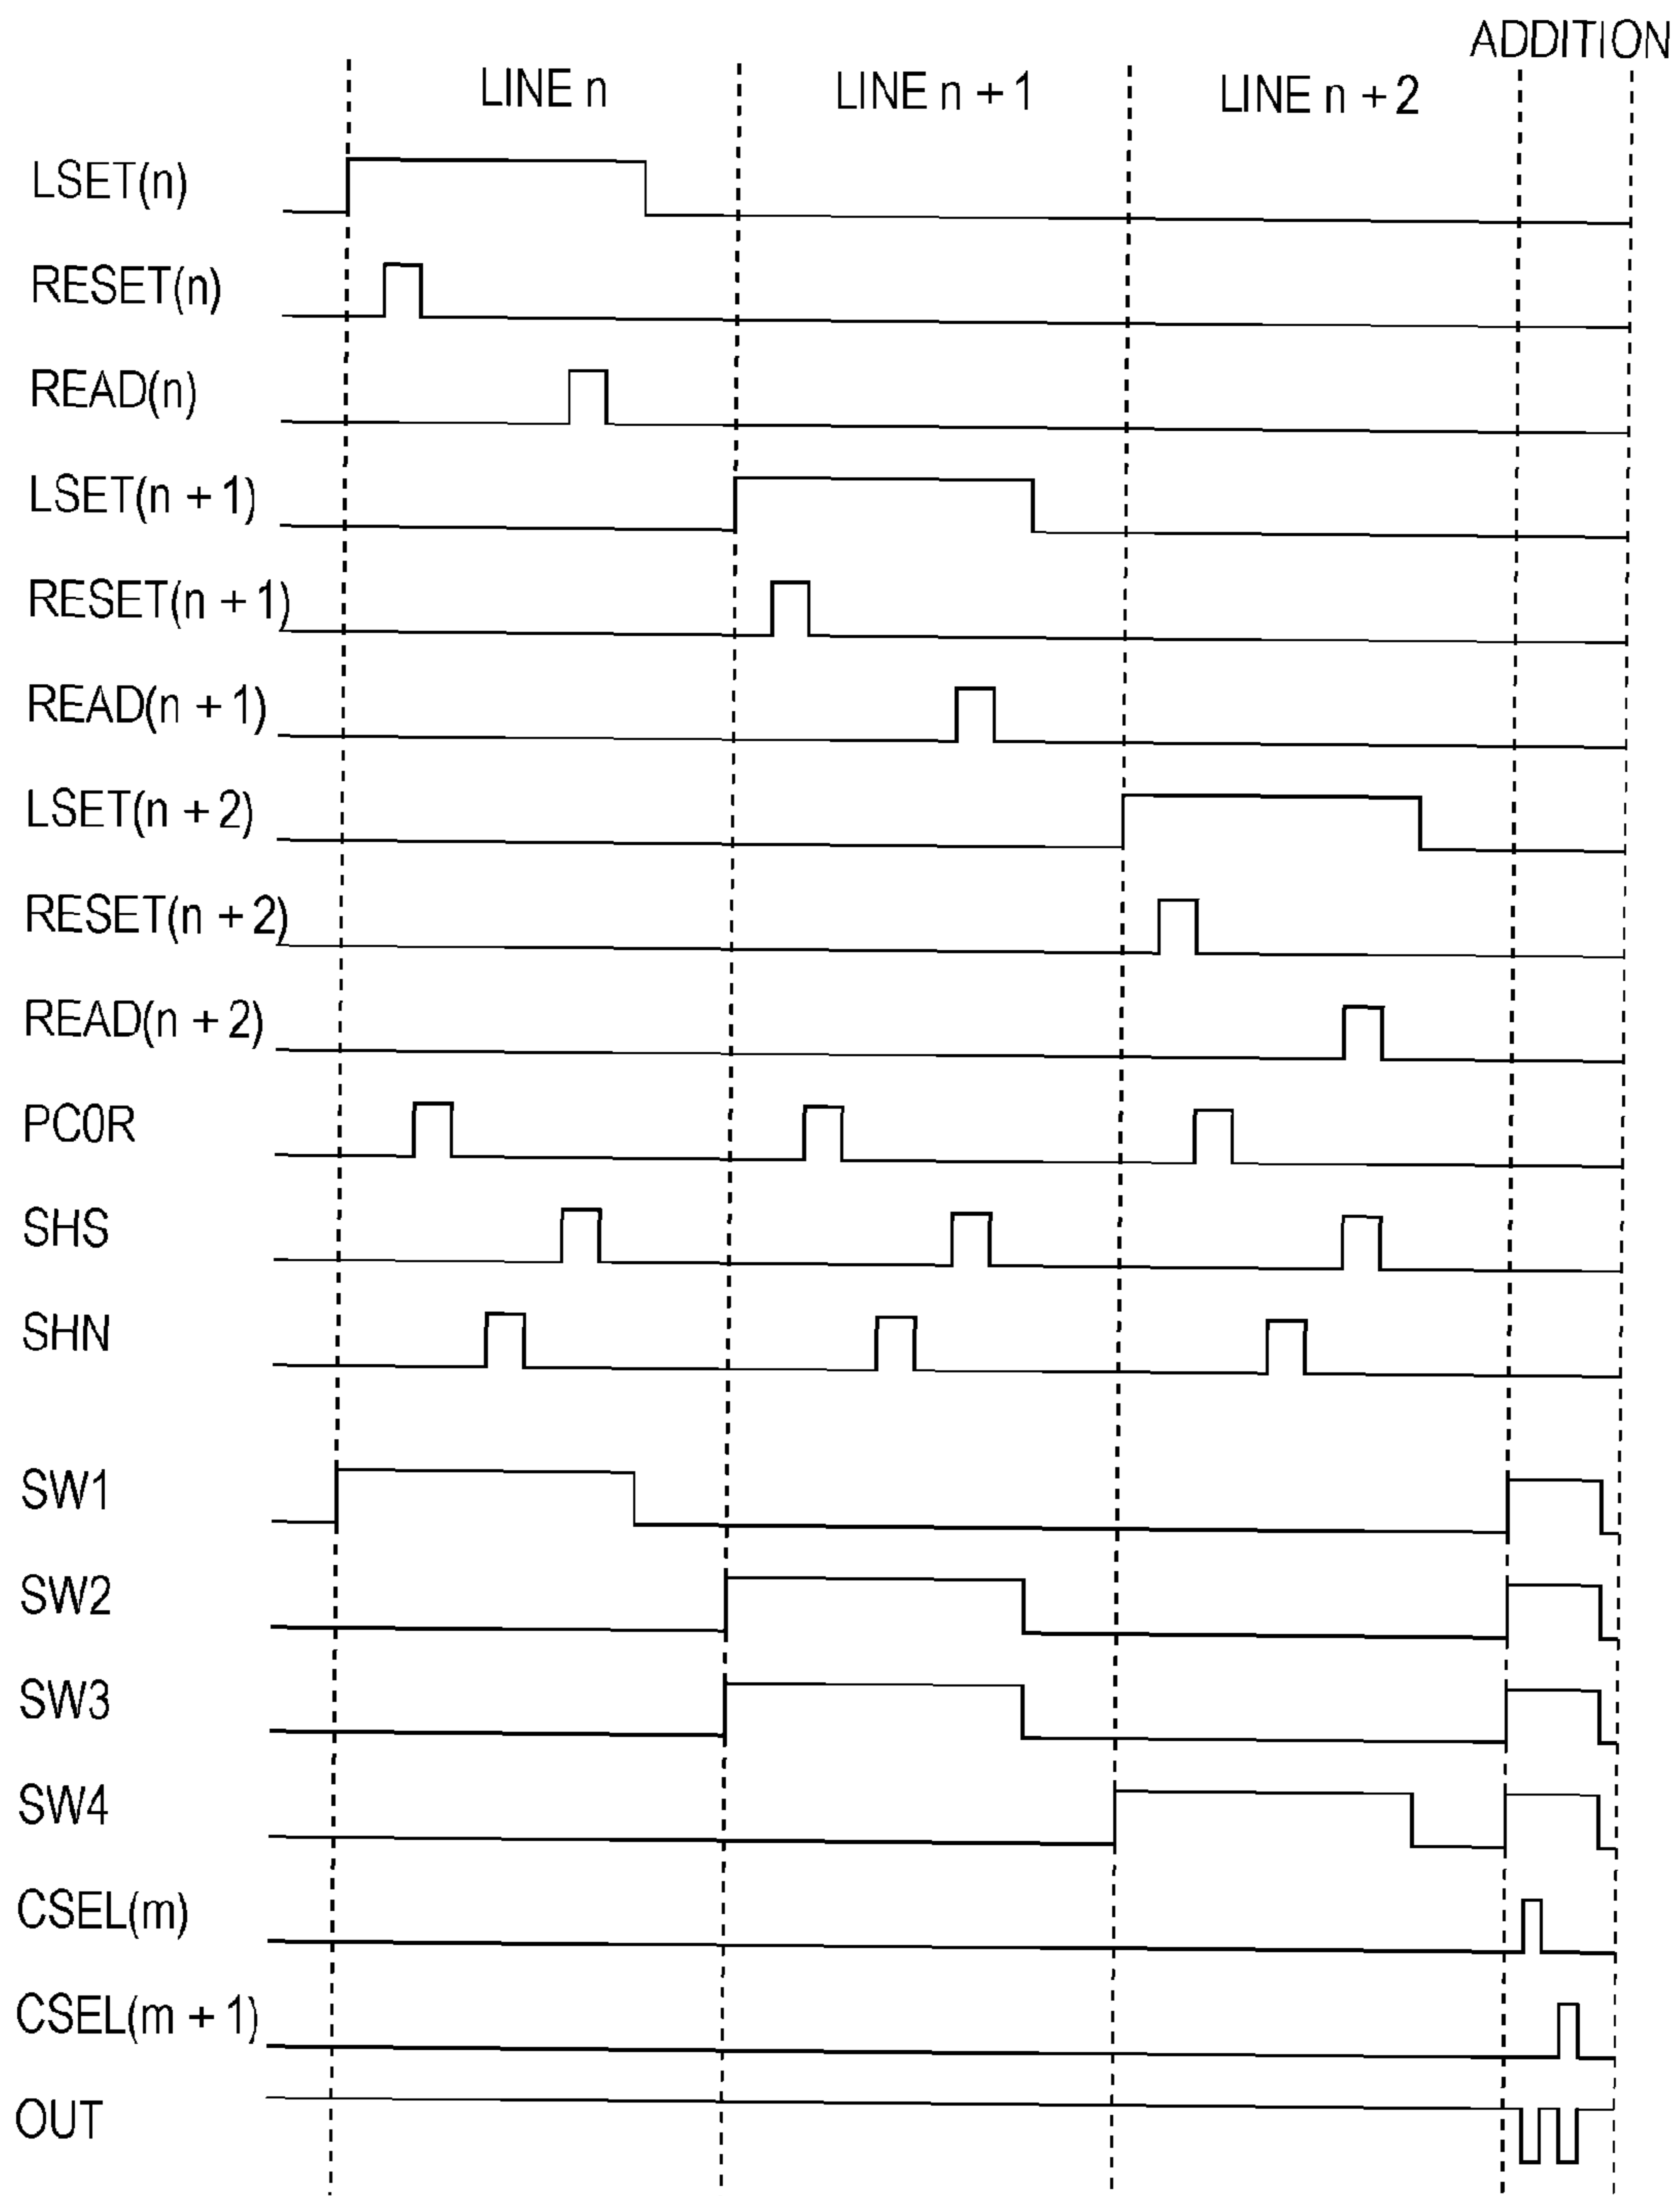 ADDITION
LINE n LINE n + 1 LINE n + 2
LSET(n)
RESET(n)
READ(n)
LSET(n + 1)
RESET(n + 1)
READ(n + 1)
LSET(n + 2)
RESET(n + 2)
READ(n + 2)
PC0R
SHS
SHN
SW1
SW2
SW3
SW4
CSEL(m)
CSEL(m + 1)
OUT